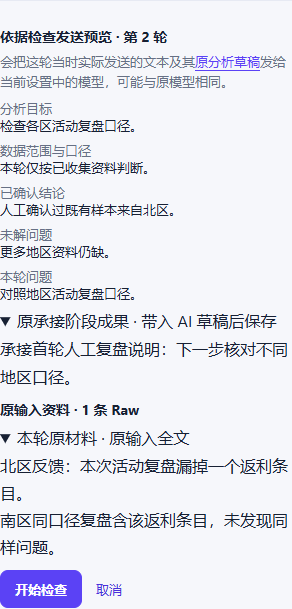 依据检查发送预览 · 第 2 轮
会把这轮当时实际发送的文本及其原分析草稿发给
当前设置中的模型，可能与原模型相同。
分析目标
检查各区活动复盘口径。
数据范围与口径
本轮仅按已收集资料判断。
已确认结论
人工确认过既有样本来自北区。
未解问题
更多地区资料仍缺。
本轮问题
对照地区活动复盘口径。
▼ 原承接阶段成果 · 带入 AI 草稿后保存
承接首轮人工复盘说明：下一步核对不同
地区口径。
原输入资料 · 1 条 Raw
▼ 本轮原材料 · 原输入全文
北区反馈：本次活动复盘漏掉一个返利条
目。
南区同口径复盘含该返利条目，未发现同
样问题。
开始检查 取消